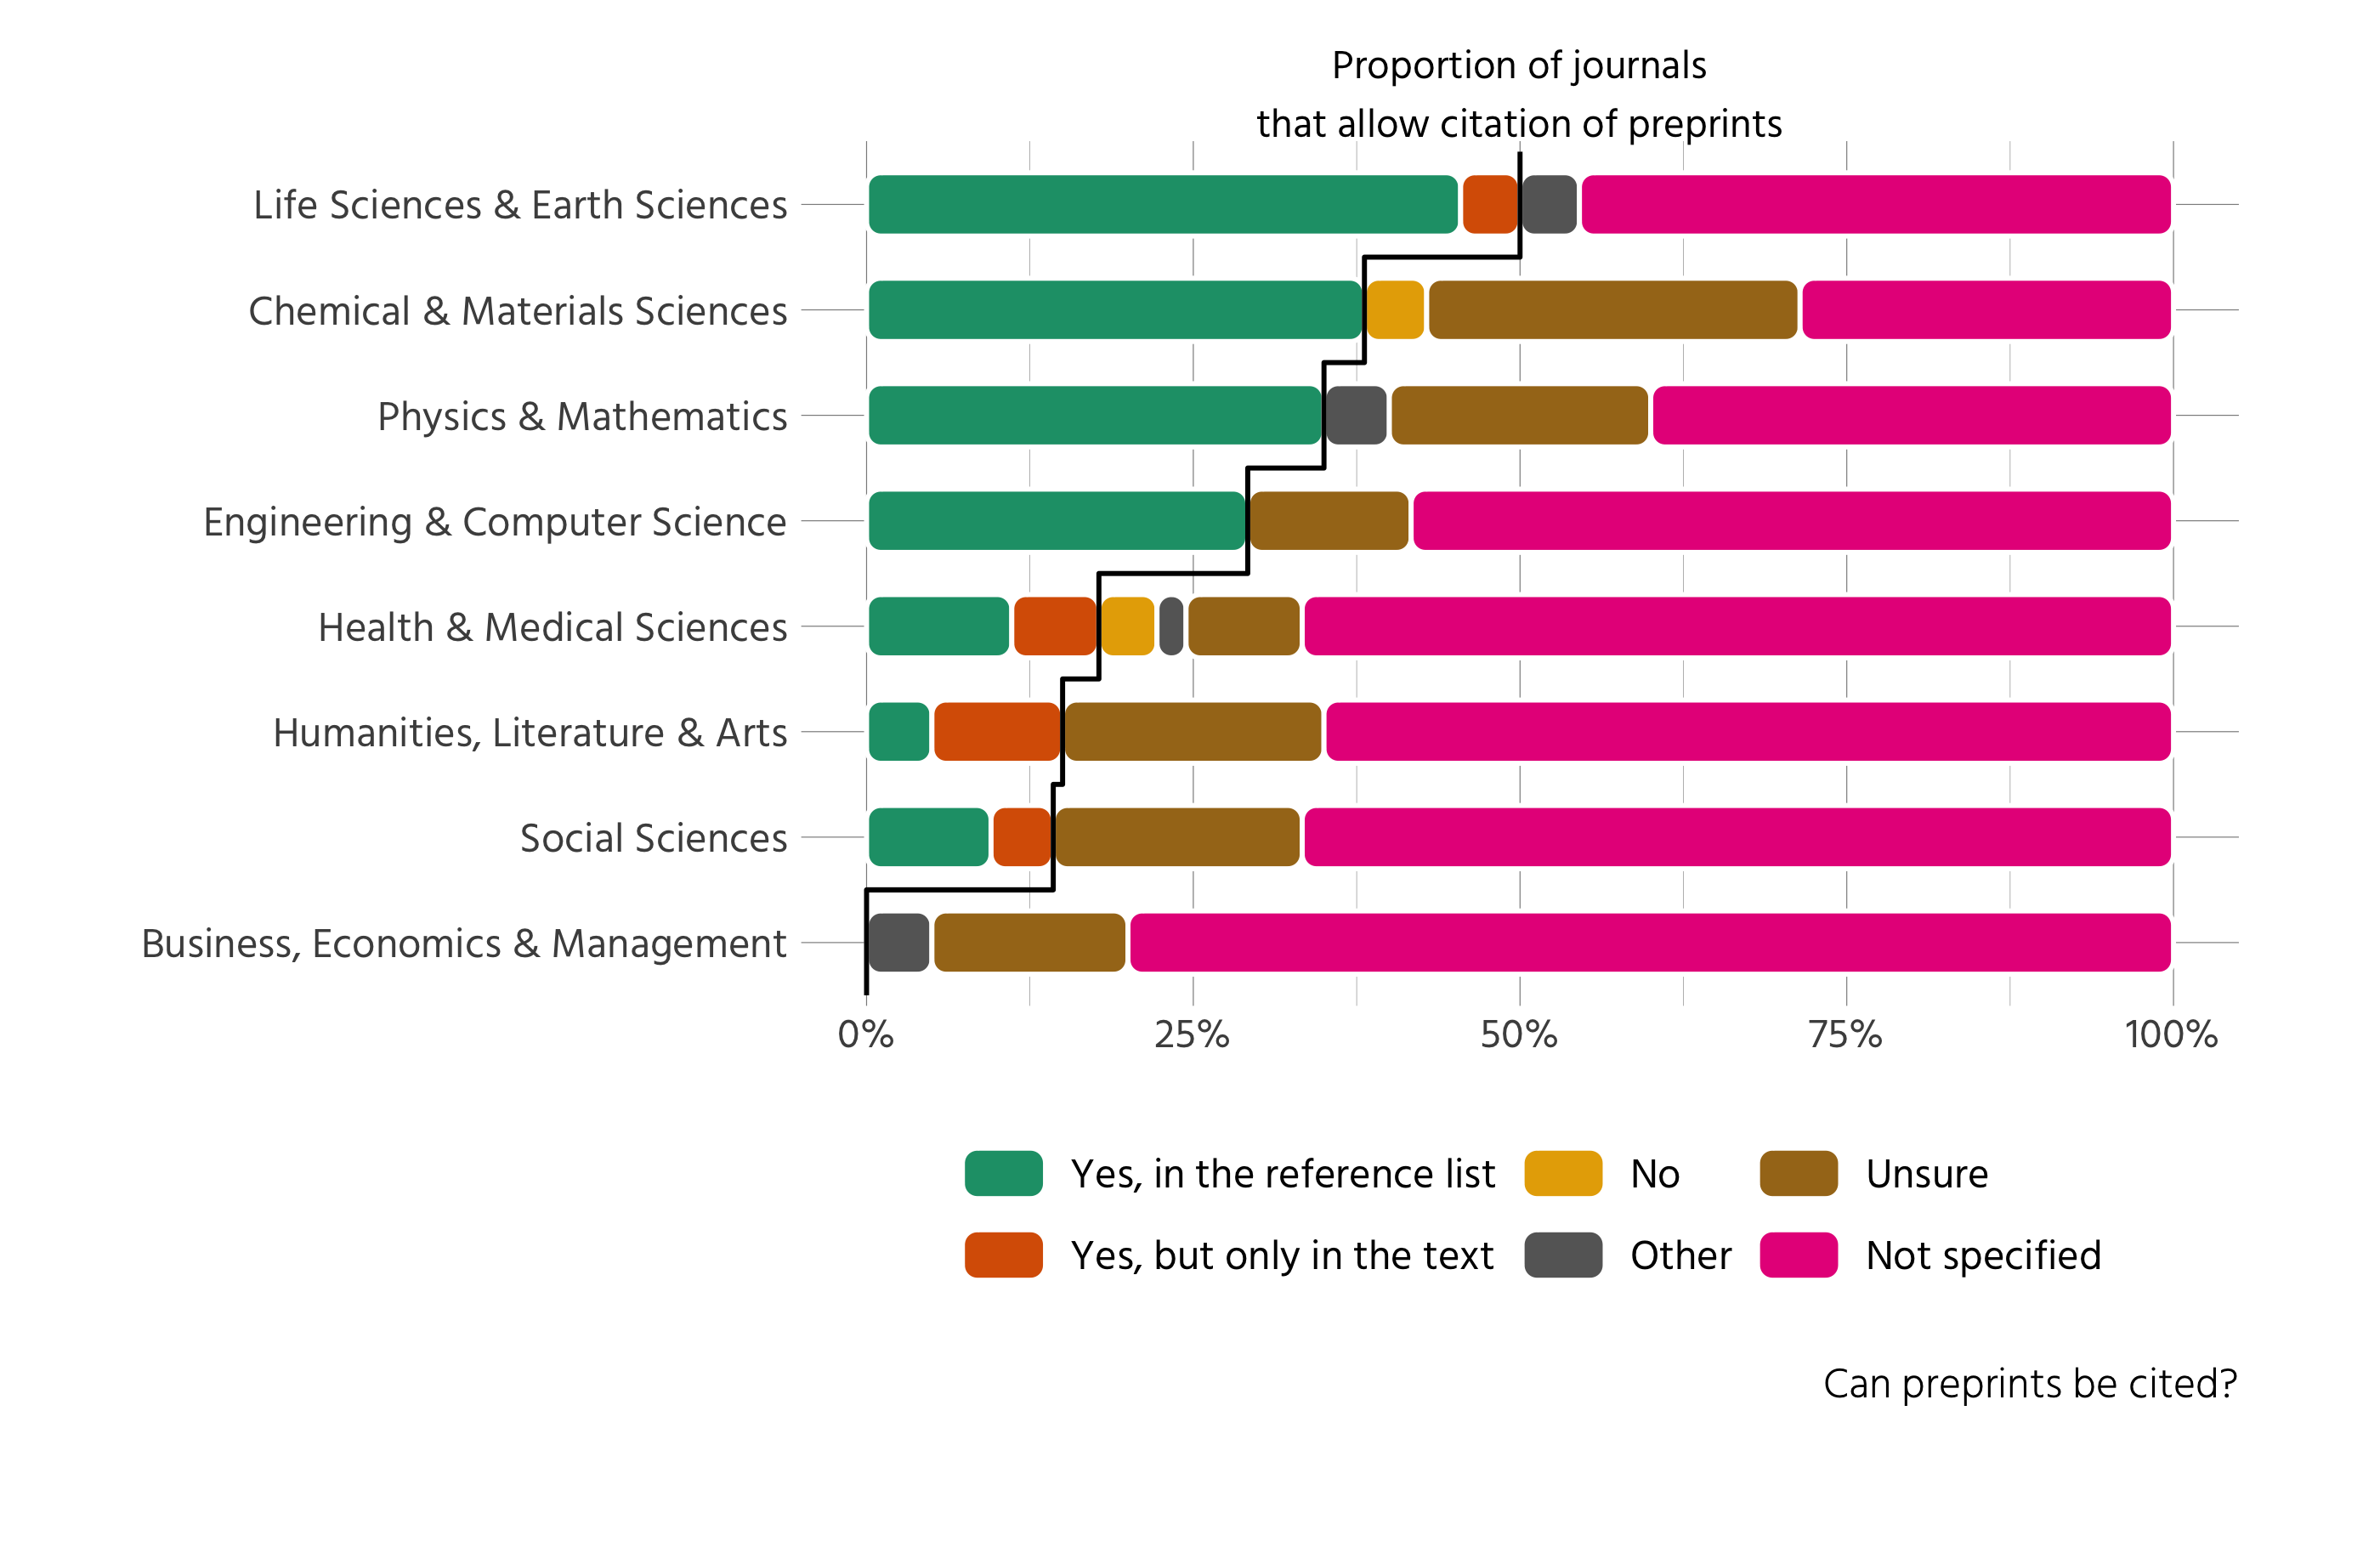 Proportion of journals
that allow citation of preprints
Life Sciences & Earth Sciences
Chemical & Materials Sciences
Physics & Mathematics
Engineering & Computer Science
Health & Medical Sciences
Humanities, Literature & Arts
Social Sciences
Business, Economics & Management
0% 25% 50% 75% 100%
Yes, in the reference list No Unsure
Yes, but only in the text Other Not specified
Can preprints be cited?